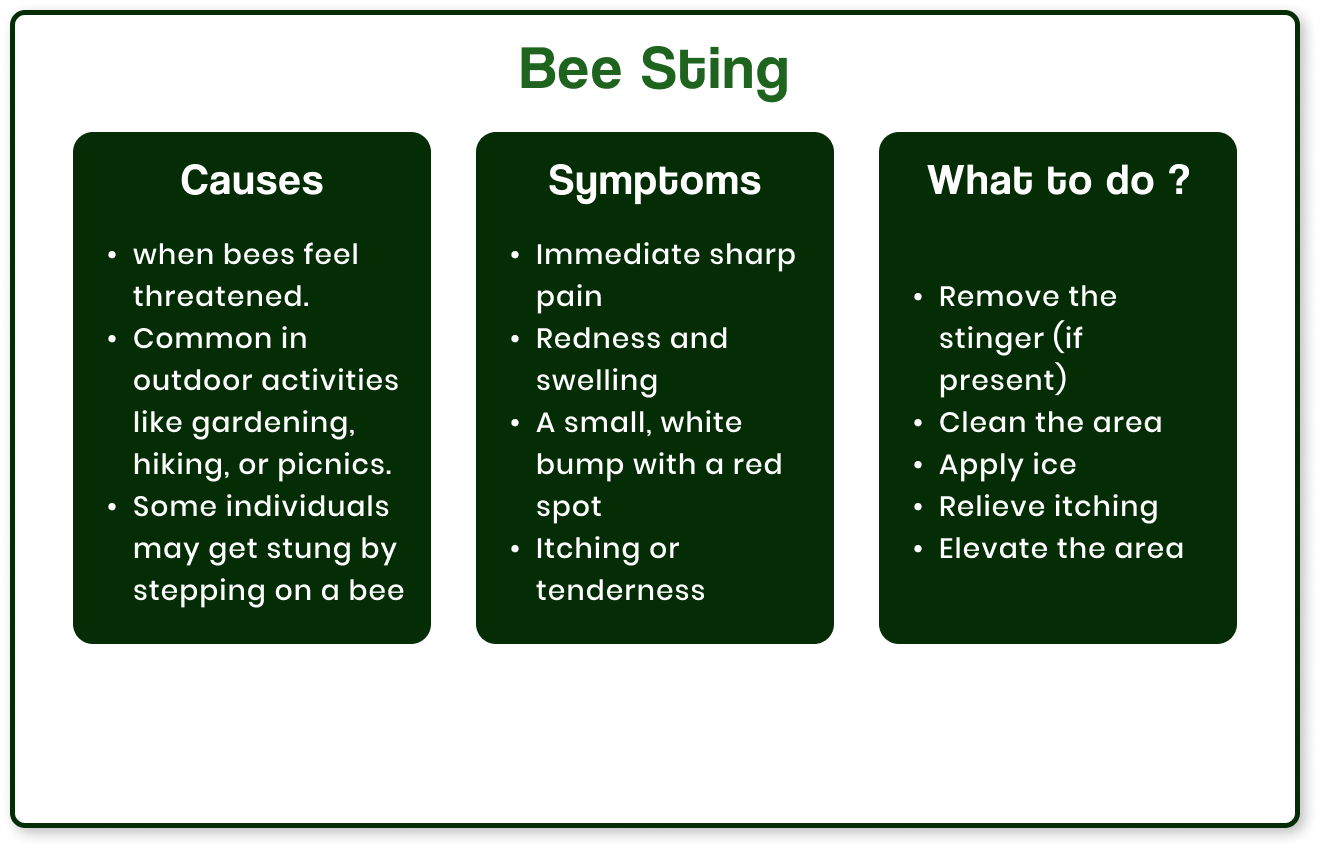 Bee Sting
Causes
• when bees feel
threatened.
• Common in
outdoor activities
like gardening,
hiking, or picnics.
• Some individuals
may get stung by
stepping on a bee
Symptoms
• Immediate sharp
pain
• Redness and
swelling
• A small, white
bump with a red
spot
• Itching or
tenderness
What to do ?
• Remove the
stinger (if
present)
• Clean the area
• Apply ice
• Relieve itching
• Elevate the area